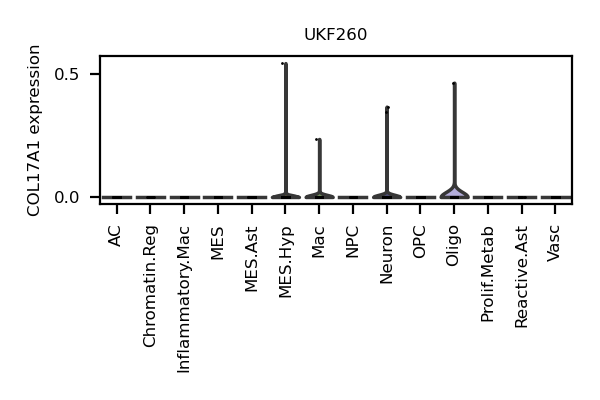 UKF260
COL17A1 expression
0.5
0.0
AC
Chromatin.Reg
Inflammatory.Mac
MES
MES.Ast
MES.Hyp
Mac
NPC
Neuron
OPC
Oligo
Prolif.Metab
Reactive.Ast
Vasc